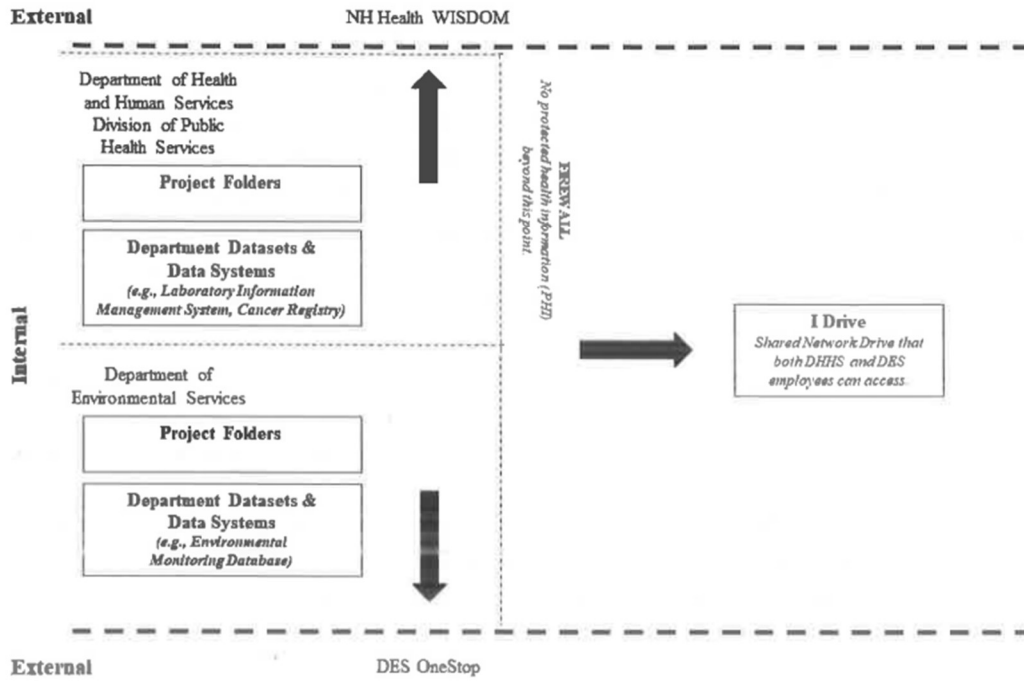 External
NH Health WISDOM
Department of Health
and Human Services
Division of Public
Health Services
Project Folders
Department Datasets &
Data Systems
(e.g., Laboratory Information
Management System, Cancer Registry)
Internal
FIREWALL
No protected health information (PHI)
beyond this point.
I Drive
Shared Network Drive that
both DHHS and DES
employees can access.
Department of
Environmental Services
Project Folders
Department Datasets &
Data Systems
(e.g., Environmental
Monitoring Database)
External
DES OneStop